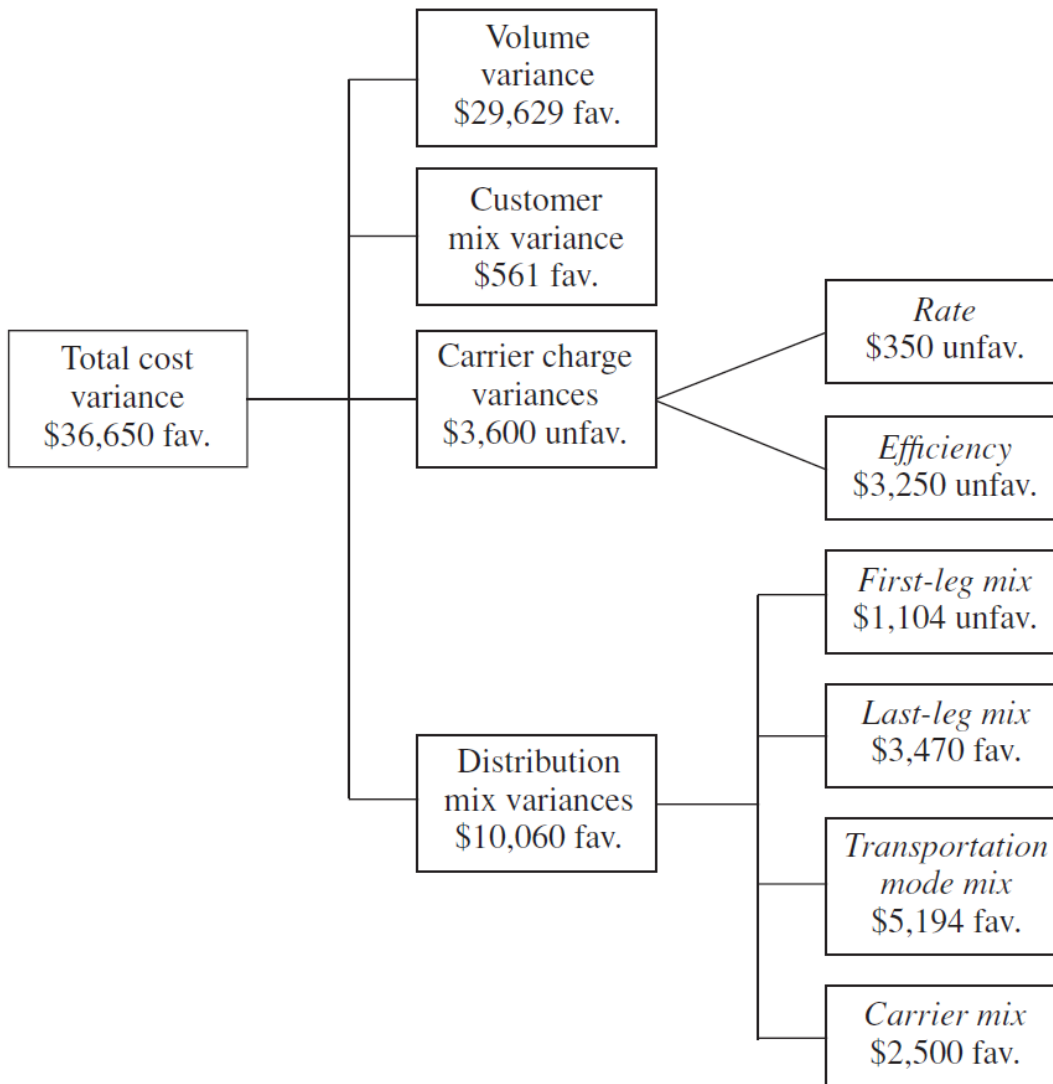 Volume
variance
$29,629 fav.
Customer
mix variance
$561 fav.
Rate
$350 unfav.
Total cost
variance
$36,650 fav.
Carrier charge
variances
$3,600 unfav.
Efficiency
$3,250 unfav.
First-leg mix
$1,104 unfav.
Last-leg mix
$3,470 fav.
Distribution
mix variances
$10,060 fav.
Transportation
mode mix
$5,194 fav.
Carrier mix
$2,500 fav.